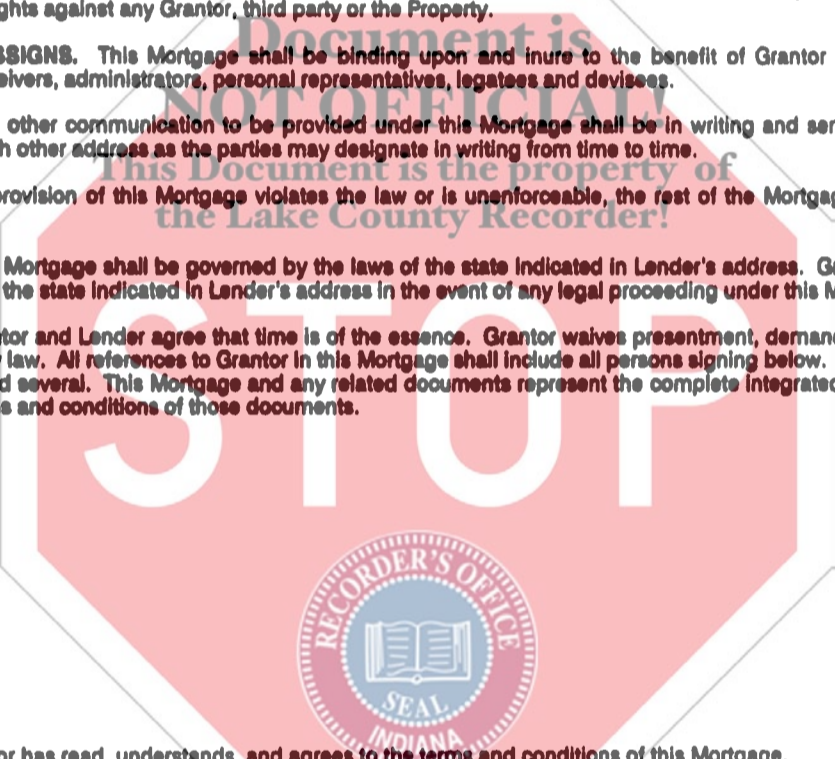 ghts against any Grantor, third party or the Property.
Document is
SSIGNS. This Mortgage shall be binding upon and inure to the benefit of Grantor
eivers, administrators, personal representatives, legatees and devisees.
NOT OFFICIAL!
other communication to be provided under this Mortgage shall be in writing and ser
h other address as the parties may designate in writing from time to time.
This Document is the property of
rovision of this Mortgage violates the law or is unenforceable, the rest of the Mortgag
the Lake County Recorder!
Mortgage shall be governed by the laws of the state indicated in Lender's address. G
the state indicated in Lender's address in the event of any legal proceeding under this M
tor and Lender agree that time is of the essence. Grantor waives presentment, deman
law. All references to Grantor in this Mortgage shall include all persons signing below.
d several. This Mortgage and any related documents represent the complete integrated
s and conditions of those documents.
STOP
RECORDER'S OFFICE
SEAL
INDIANA
or has read, understands, and agrees to the terms and conditions of this Mortgage.